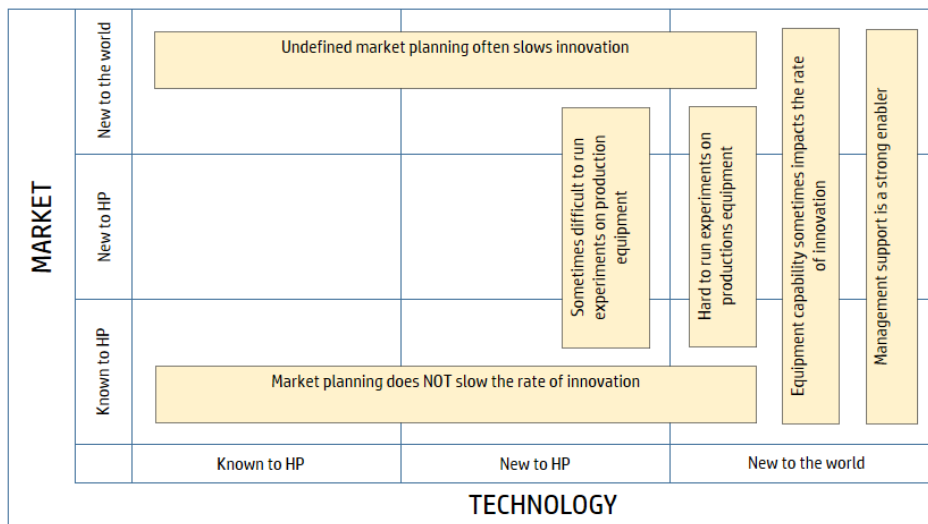 MARKET
New to the world
New to HP
Known to HP
Undefined market planning often slows innovation
Sometimes difficult to run
experiments on production
equipment
Hard to run experiments on
productions equipment
Equipment capability sometimes impacts the rate
of innovation
Management support is a strong enabler
Market planning does NOT slow the rate of innovation
Known to HP
New to HP
New to the world
TECHNOLOGY